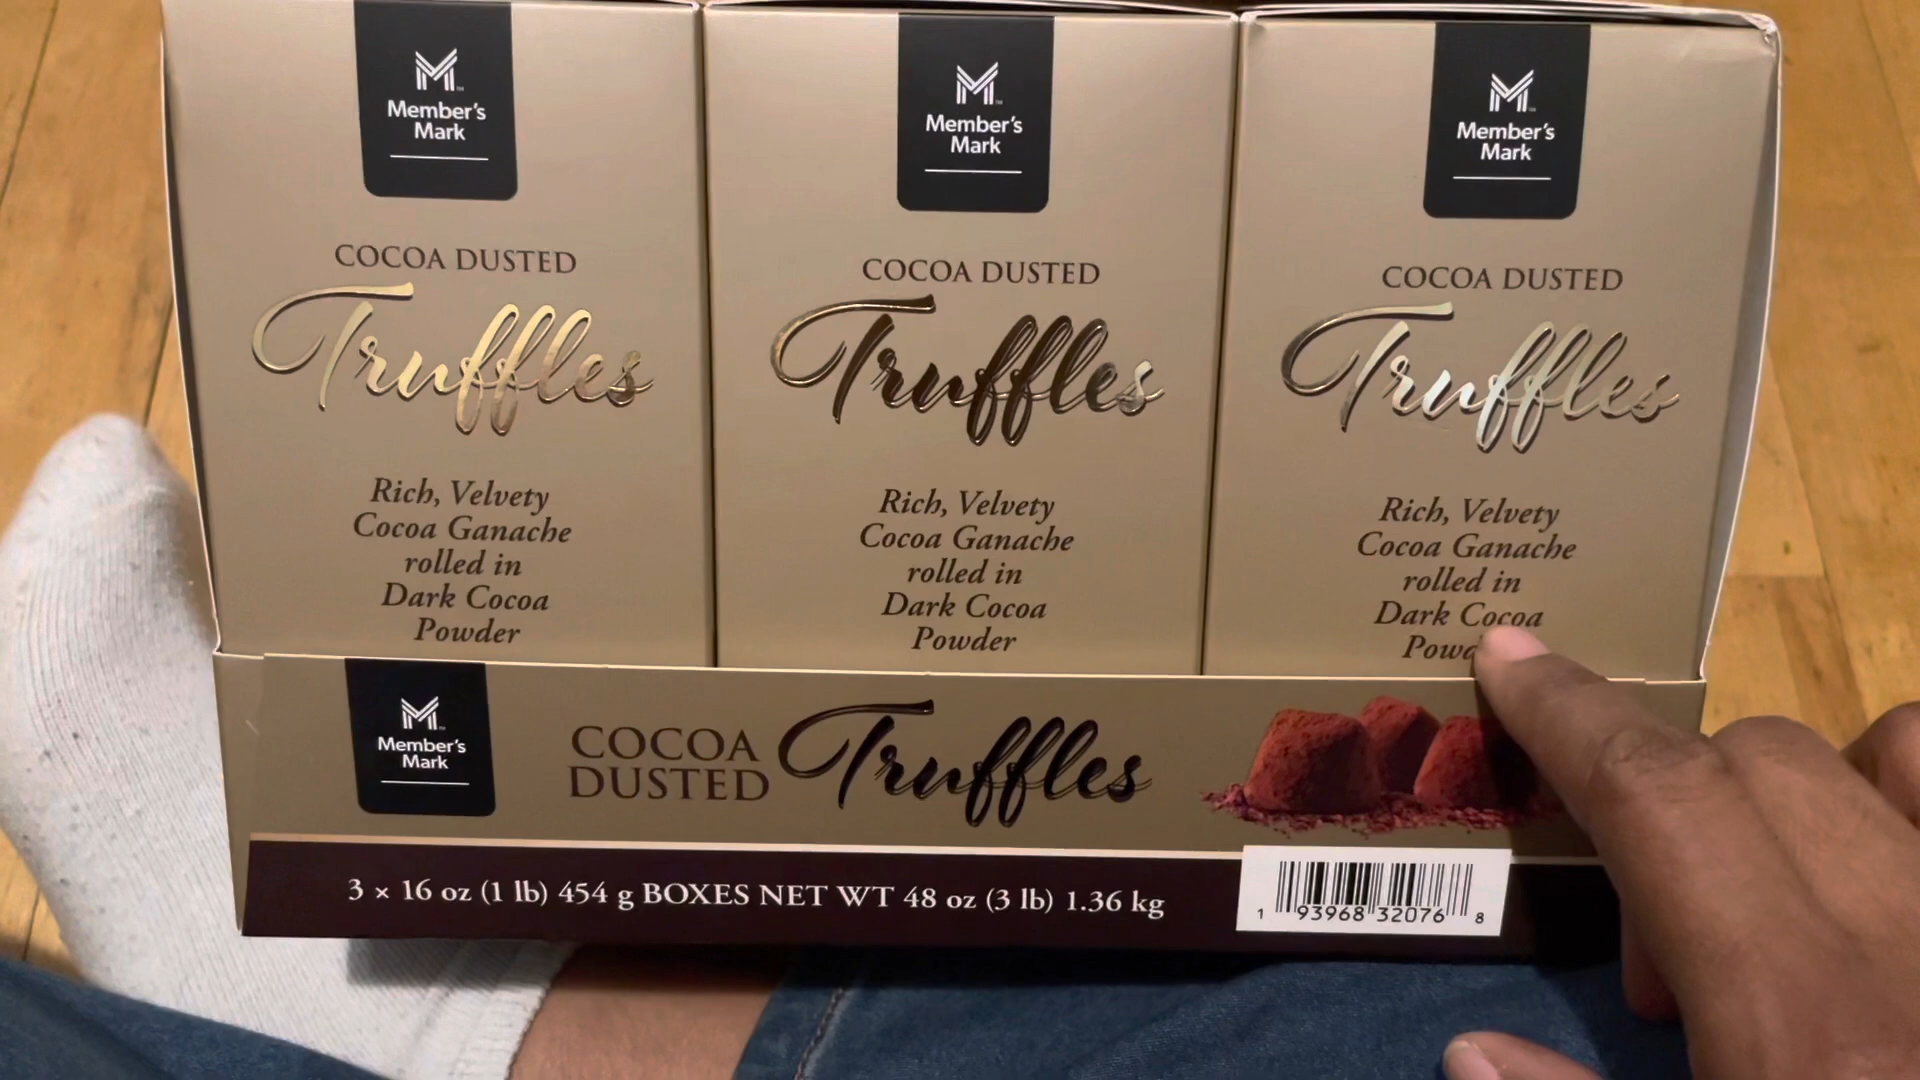 Member's
Mark
COCOA DUSTED
Truffles
Rich, Velvety
Cocoa Ganache
rolled in
Dark Cocoa
Powder
Member's
Mark
COCOA DUSTED
Truffles
Rich, Velvety
Cocoa Ganache
rolled in
Dark Cocoa
Powder
Member's
Mark
COCOA DUSTED
Truffles
Rich, Velvety
Cocoa Ganache
rolled in
Dark Cocoa
Powd
Member's
Mark
COCOA
DUSTED
Truffles
3 × 16 oz (1 lb) 454 g BOXES NET WT 48 oz (3 lb) 1.36 kg
1 93968 32076 8